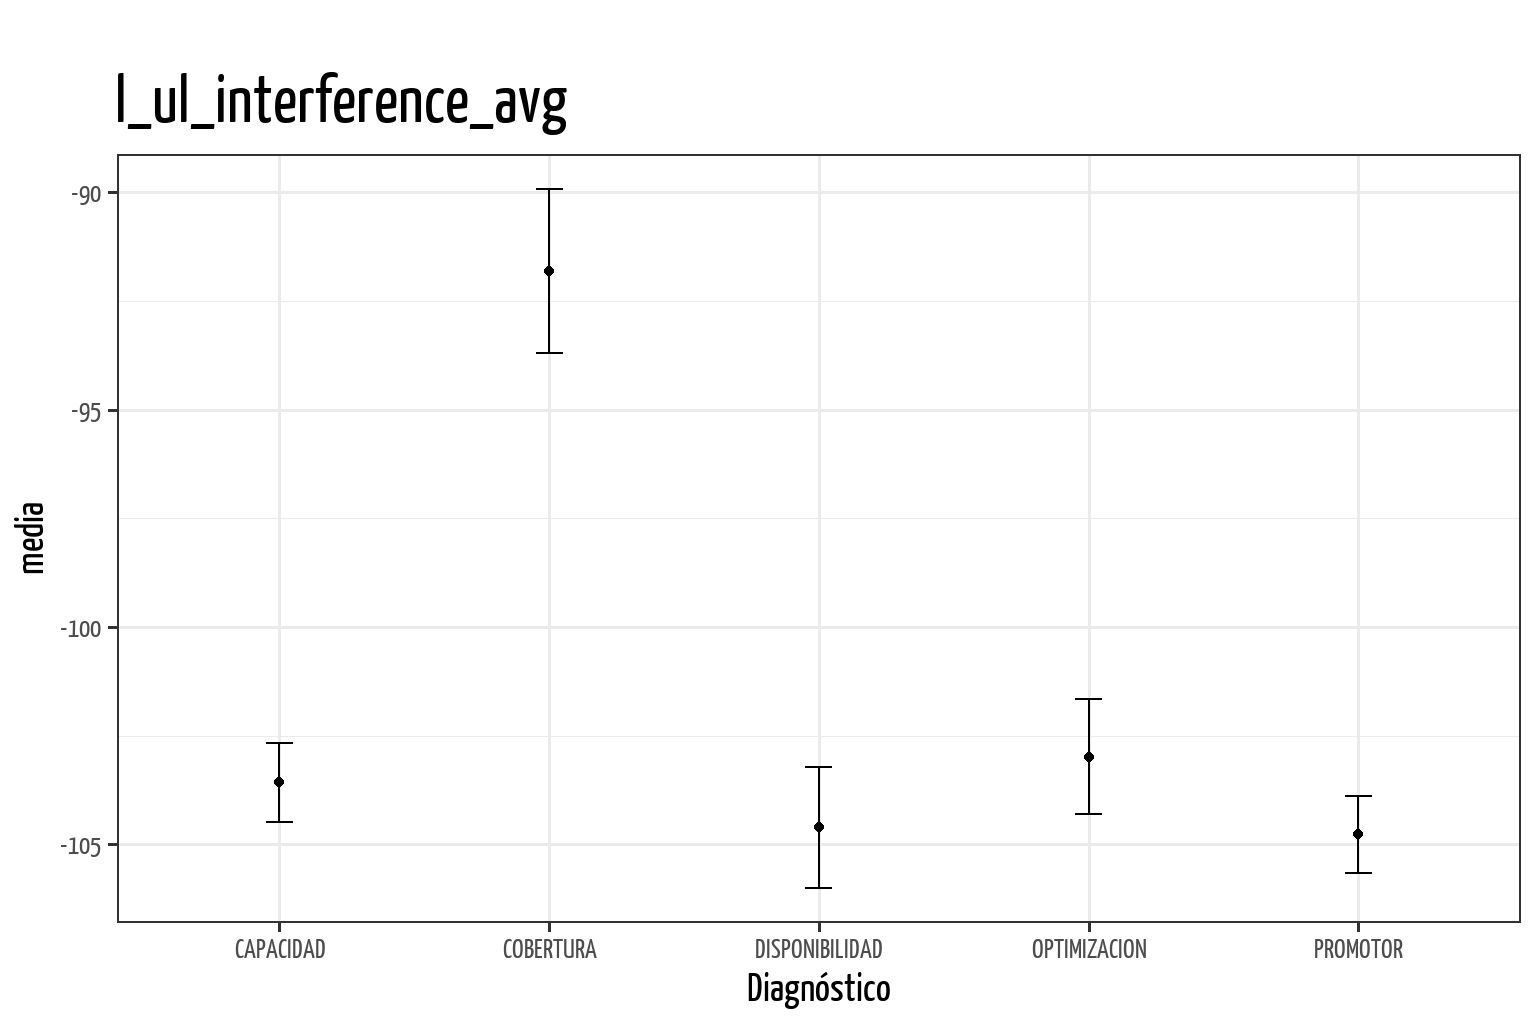 l_ul_interference_avg
-90
-95
-100
-105
media
CAPACIDAD
COBERTURA
DISPONIBILIDAD
OPTIMIZACION
PROMOTOR
Diagnóstico